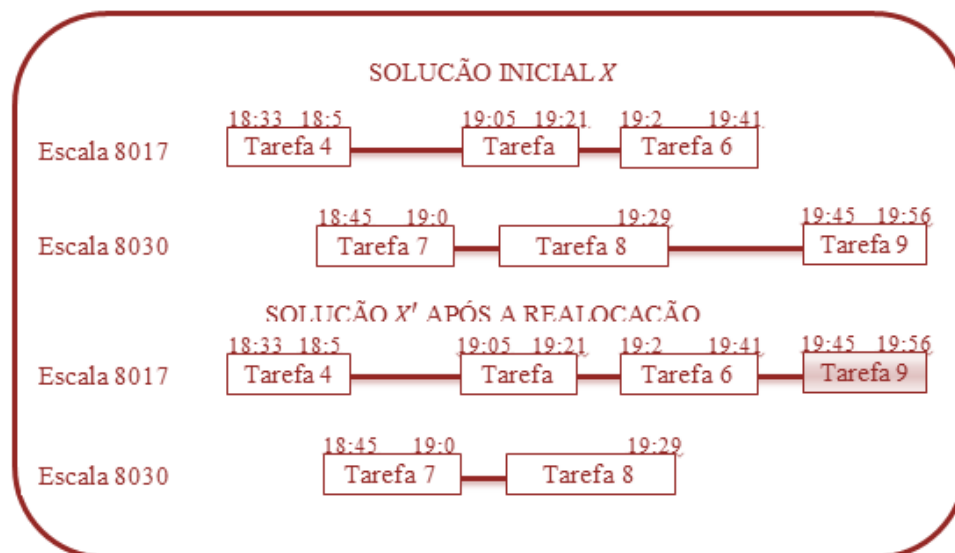 SOLUCÃO INICIAL X
18:33 18:5 19:05 19:21 19:2 19:41
Escala 8017 Tarefa 4 Tarefa Tarefa 6
18:45 19:0 19:29 19:45 19:56
Escala 8030 Tarefa 7 Tarefa 8 Tarefa 9
SOLUCÃO X' APÓS A REALOCACÃO
18:33 18:5 19:05 19:21 19:2 19:41 19:45 19:56
Escala 8017 Tarefa 4 Tarefa Tarefa 6 Tarefa 9
18:45 19:0 19:29
Escala 8030 Tarefa 7 Tarefa 8